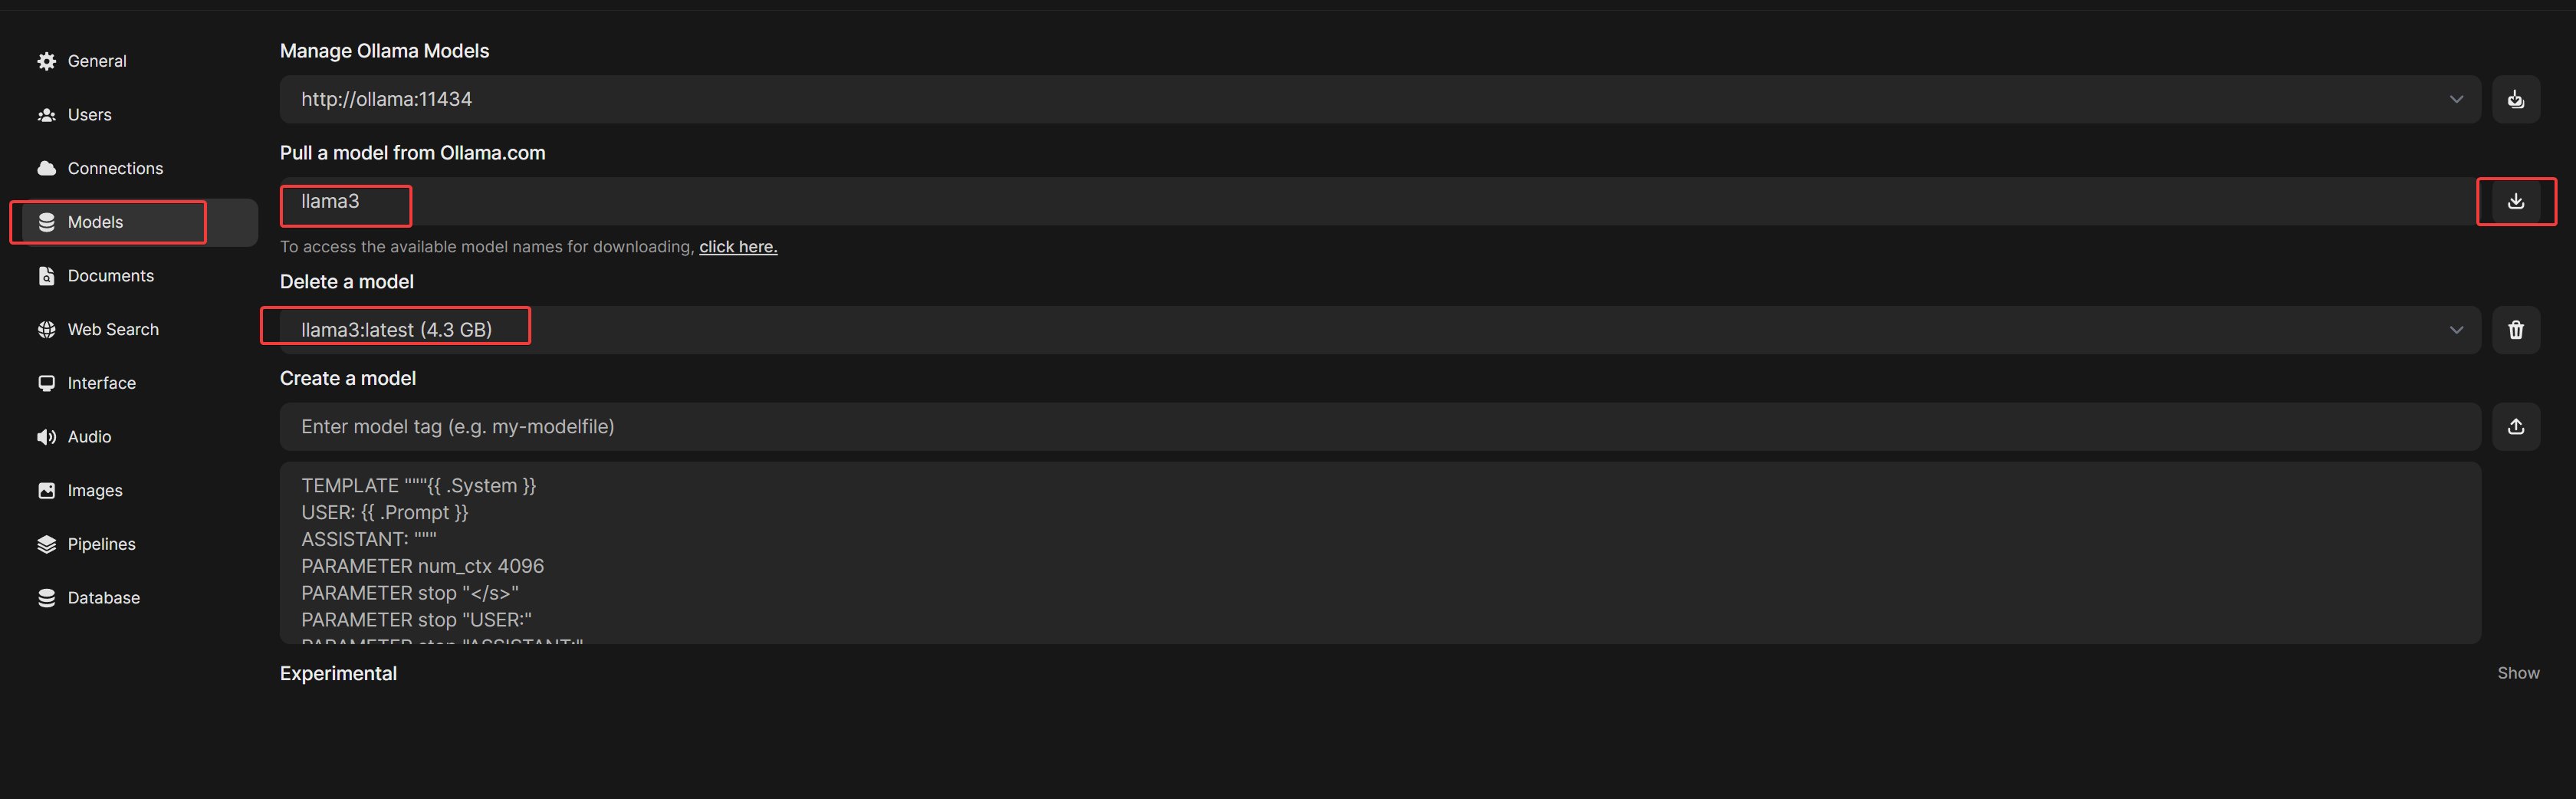 General
Users
Connections
Models
Documents
Web Search
Interface
Audio
Images
Pipelines
Database
Manage Ollama Models
http://ollama:11434
Pull a model from Ollama.com
llama3
To access the available model names for downloading, click here.
Delete a model
llama3:latest (4.3 GB)
Create a model
Enter model tag (e.g. my-modelfile)
TEMPLATE """{{ .System }}
USER: {{ .Prompt }}
ASSISTANT: """
PARAMETER num_ctx 4096
PARAMETER stop "</s>"
PARAMETER stop "USER:"
PARAMETER stop "ASSISTANT:"
Experimental
Show